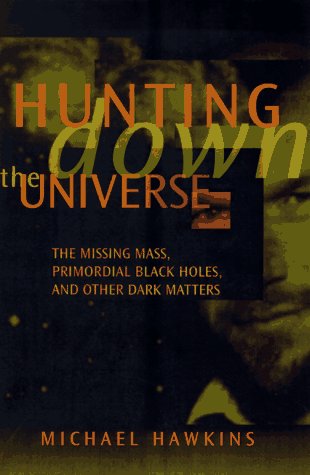 HUNTING
down
the UNIVERSE
THE MISSING MASS,
PRIMORDIAL BLACK HOLES,
AND OTHER DARK MATTERS
MICHAEL HAWKINS